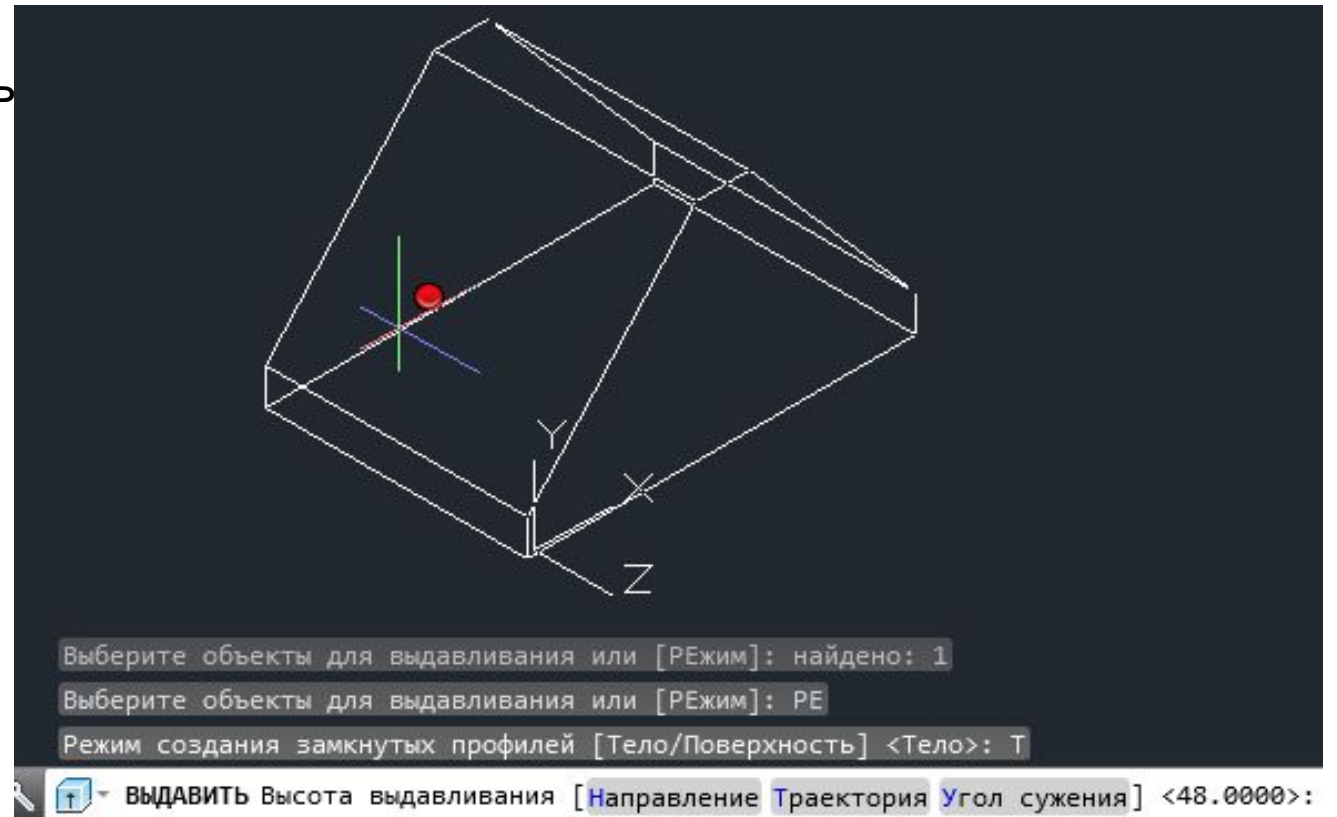 ь
Y
X
Z
Выберите объекты для выдавливания или [РЕжим]: найдено: 1
Выберите объекты для выдавливания или [РЕжим]: РЕ
Режим создания замкнутых профилей [Тело/Поверхность] <Тело>: Т
ВЫДАВИТЬ Высота выдавливания [Направление Траектория Угол сужения] <48.0000>: